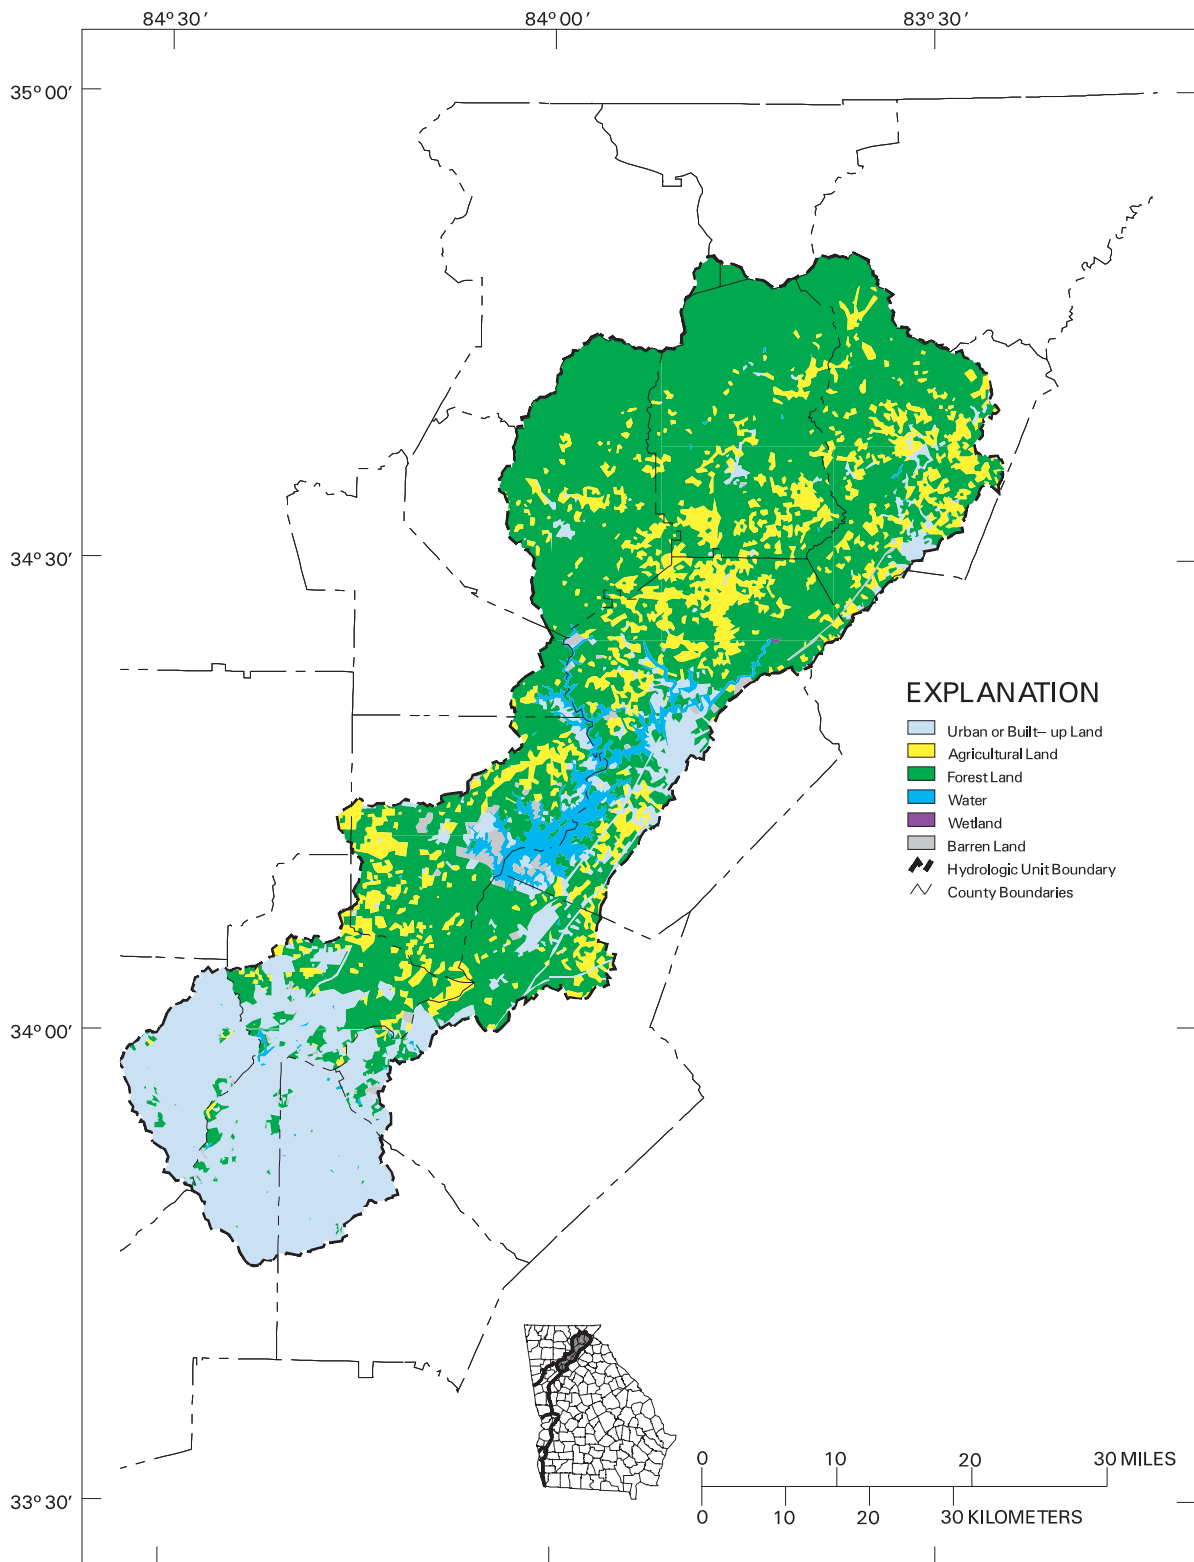 84° 30' 84° 00' 83° 30'
35° 00'
34° 30'
EXPLANATION
Urban or Built– up Land
Agricultural Land
Forest Land
Water
Wetland
Barren Land
Hydrologic Unit Boundary
County Boundaries
34° 00'
0 10 20 30 MILES
33° 30'
0 10 20 30 KILOMETERS